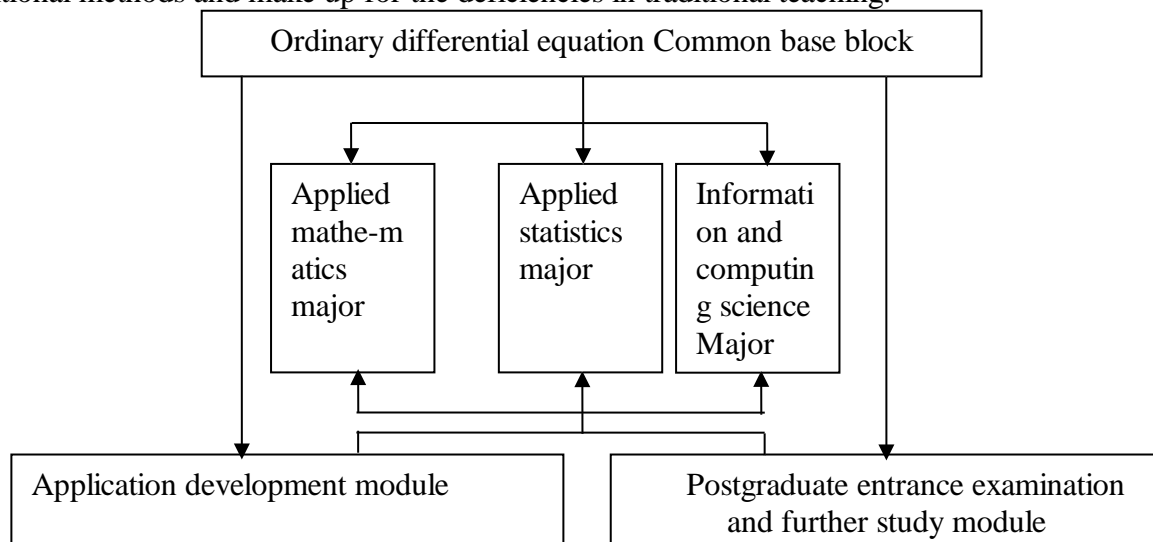 tional methods and make up for the deficiencies in traditional teaching.
Ordinary differential equation Common base block
Applied
mathe-m
atics
major
Applied
statistics
major
Informati
on and
computin
g science
Major
Application development module
Postgraduate entrance examination
and further study module